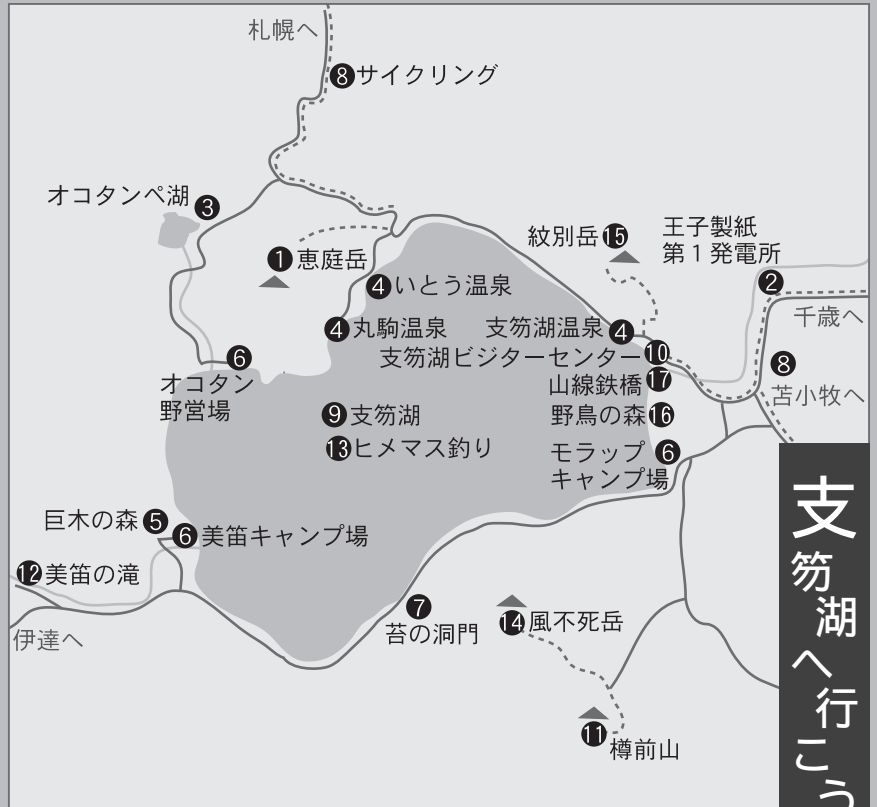 札幌へ
❽サイクリング
オコタンペ湖❸
紋別岳⓯
王子製紙
第1発電所
❷
❶恵庭岳
❹いとう温泉
千歳へ
❹丸駒温泉
支笏湖温泉❹
支笏湖ビジターセンター❿
❻
オコタン
野営場
山線鉄橋⓱
❽
苫小牧へ
❾支笏湖
野鳥の森⓰
⓭ヒメマス釣り
モラップ❻
キャンプ場
巨木の森❺
❻美笛キャンプ場
⓬美笛の滝
伊達へ
❼
苔の洞門
⓮風不死岳
⓫樽前山
支笏湖へ行こう